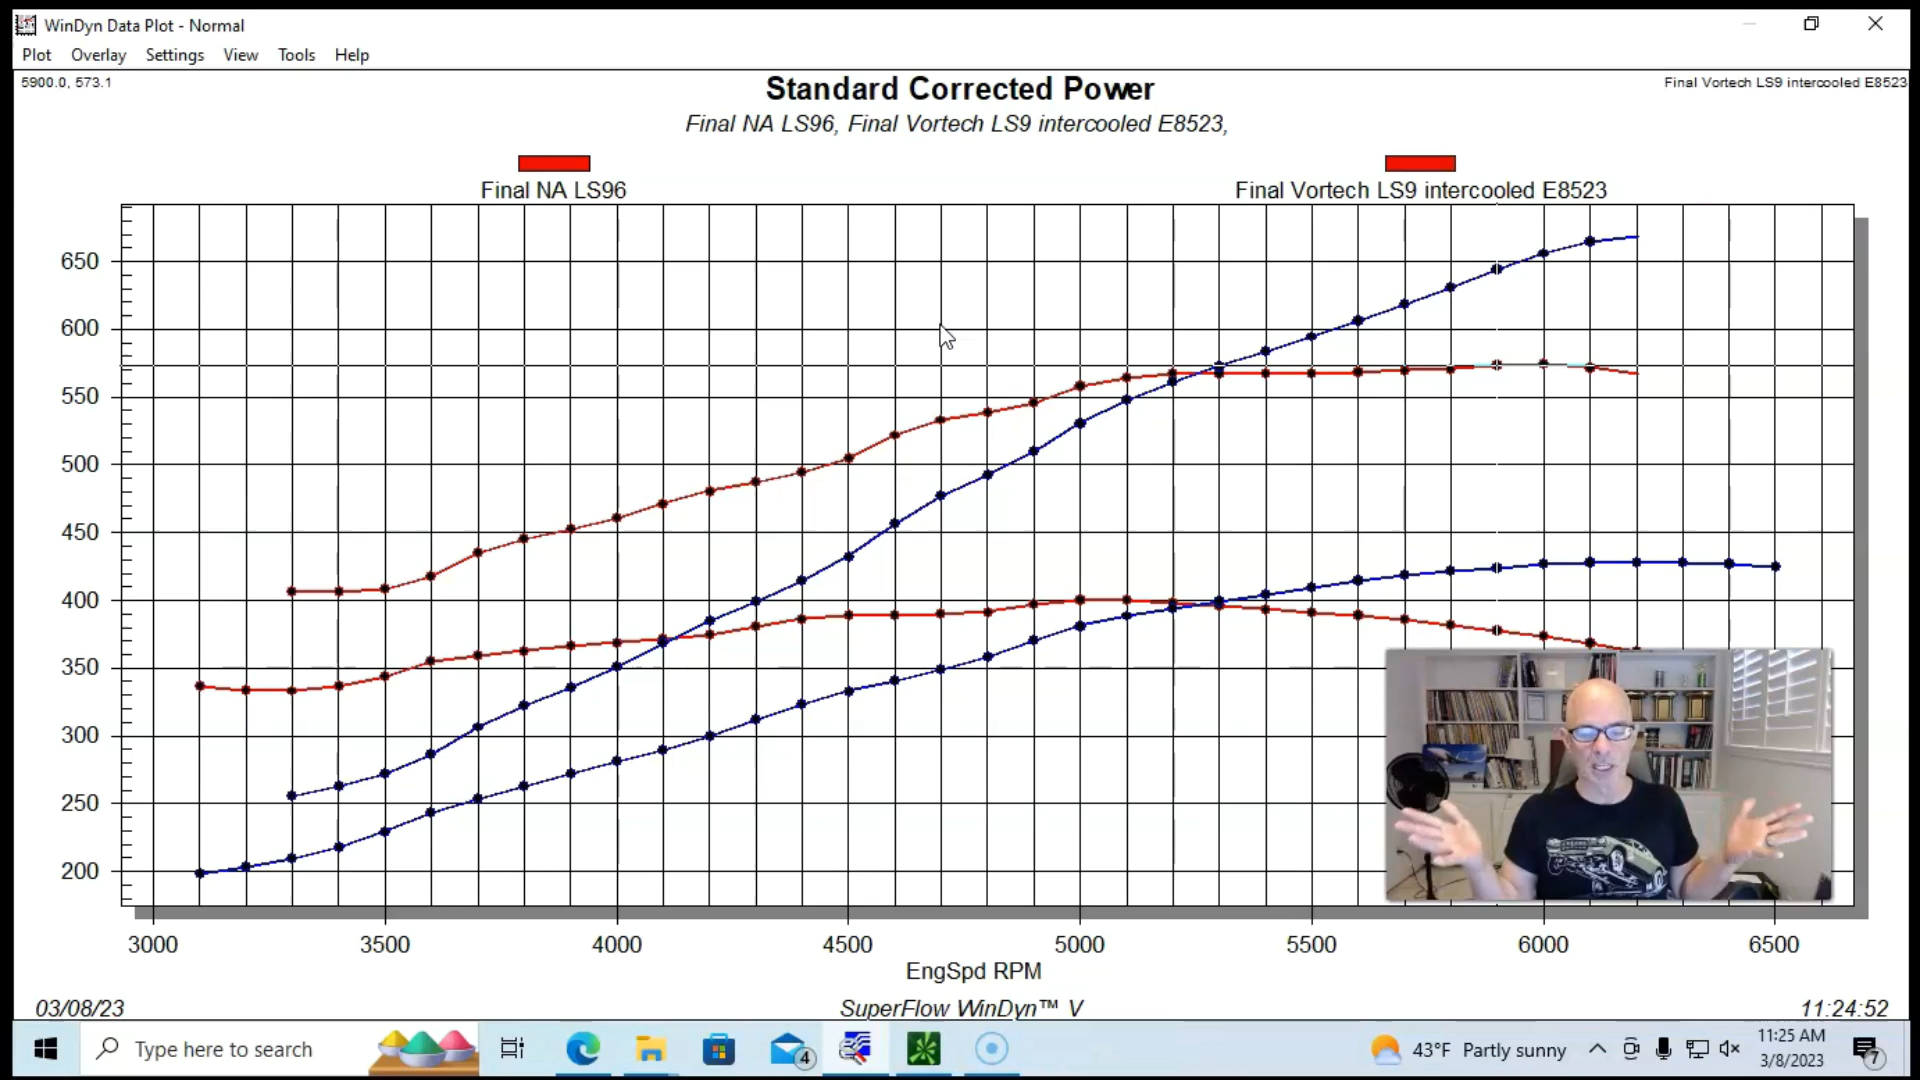 WinDyn Data Plot - Normal
Plot Overlay Settings View Tools Help
5900.0, 573.1
Standard Corrected Power
Final Vortech LS9 intercooled E8523
Final NA LS96, Final Vortech LS9 intercooled E8523,
Final NA LS96
Final Vortech LS9 intercooled E8523
650
600
550
500
450
400
350
300
250
200
3000 3500 4000 4500 5000 5500 6000 6500
EngSpd RPM
03/08/23
SuperFlow WinDyn™ V
11:24:52
Type here to search
4
43°F Partly sunny
11:25 AM
3/8/2023
7